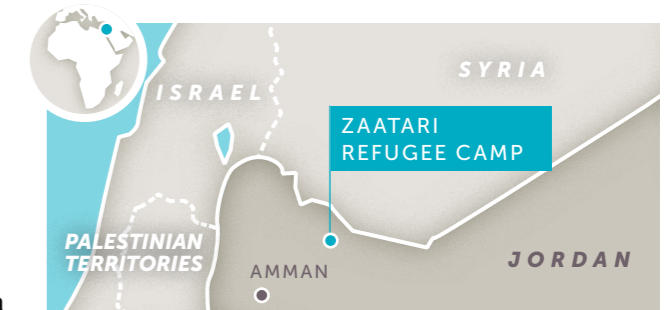 SYRIA
ISRAEL
ZAATARI
REFUGEE CAMP
PALESTINIAN
TERRITORIES
AMMAN
JORDAN